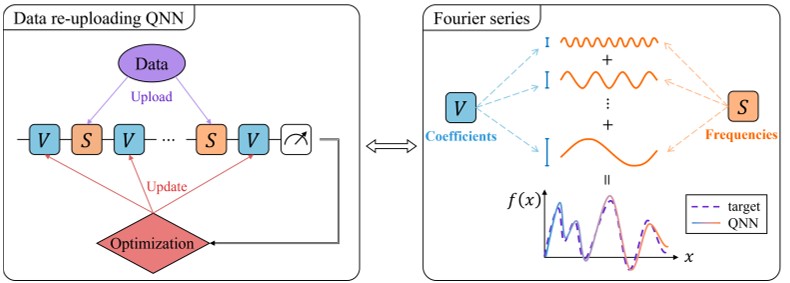 Data re-uploading QNN
Data
Upload
V S V ... S V
Update
Optimization
Fourier series
+
⋮
+
V
Coefficients
S
Frequencies
=
f(x)
x
target
QNN